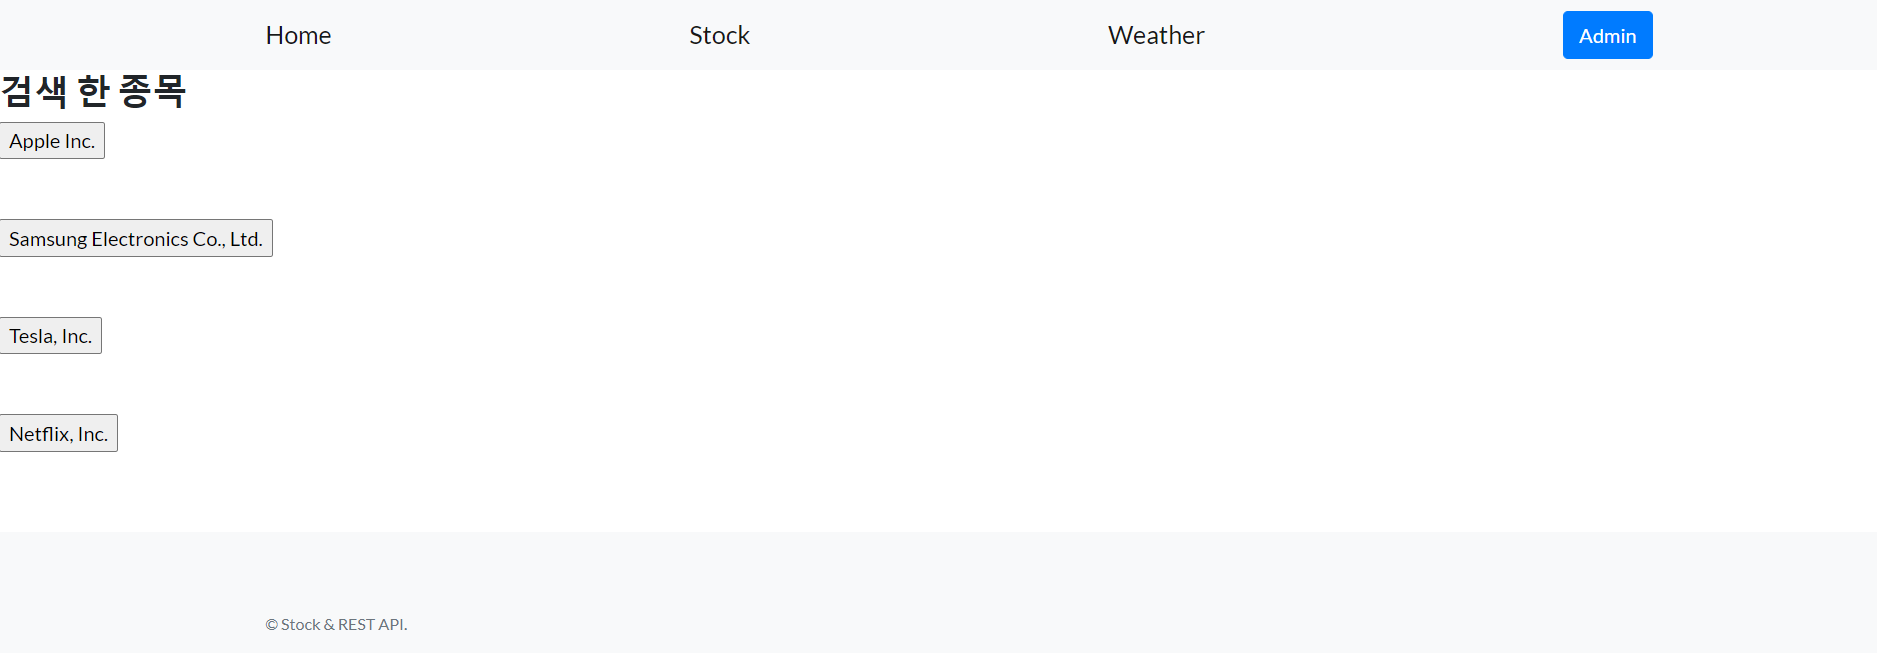 Home Stock Weather Admin
검색 한 종목
Apple Inc.
Samsung Electronics Co., Ltd.
Tesla, Inc.
Netflix, Inc.
© Stock & REST API.